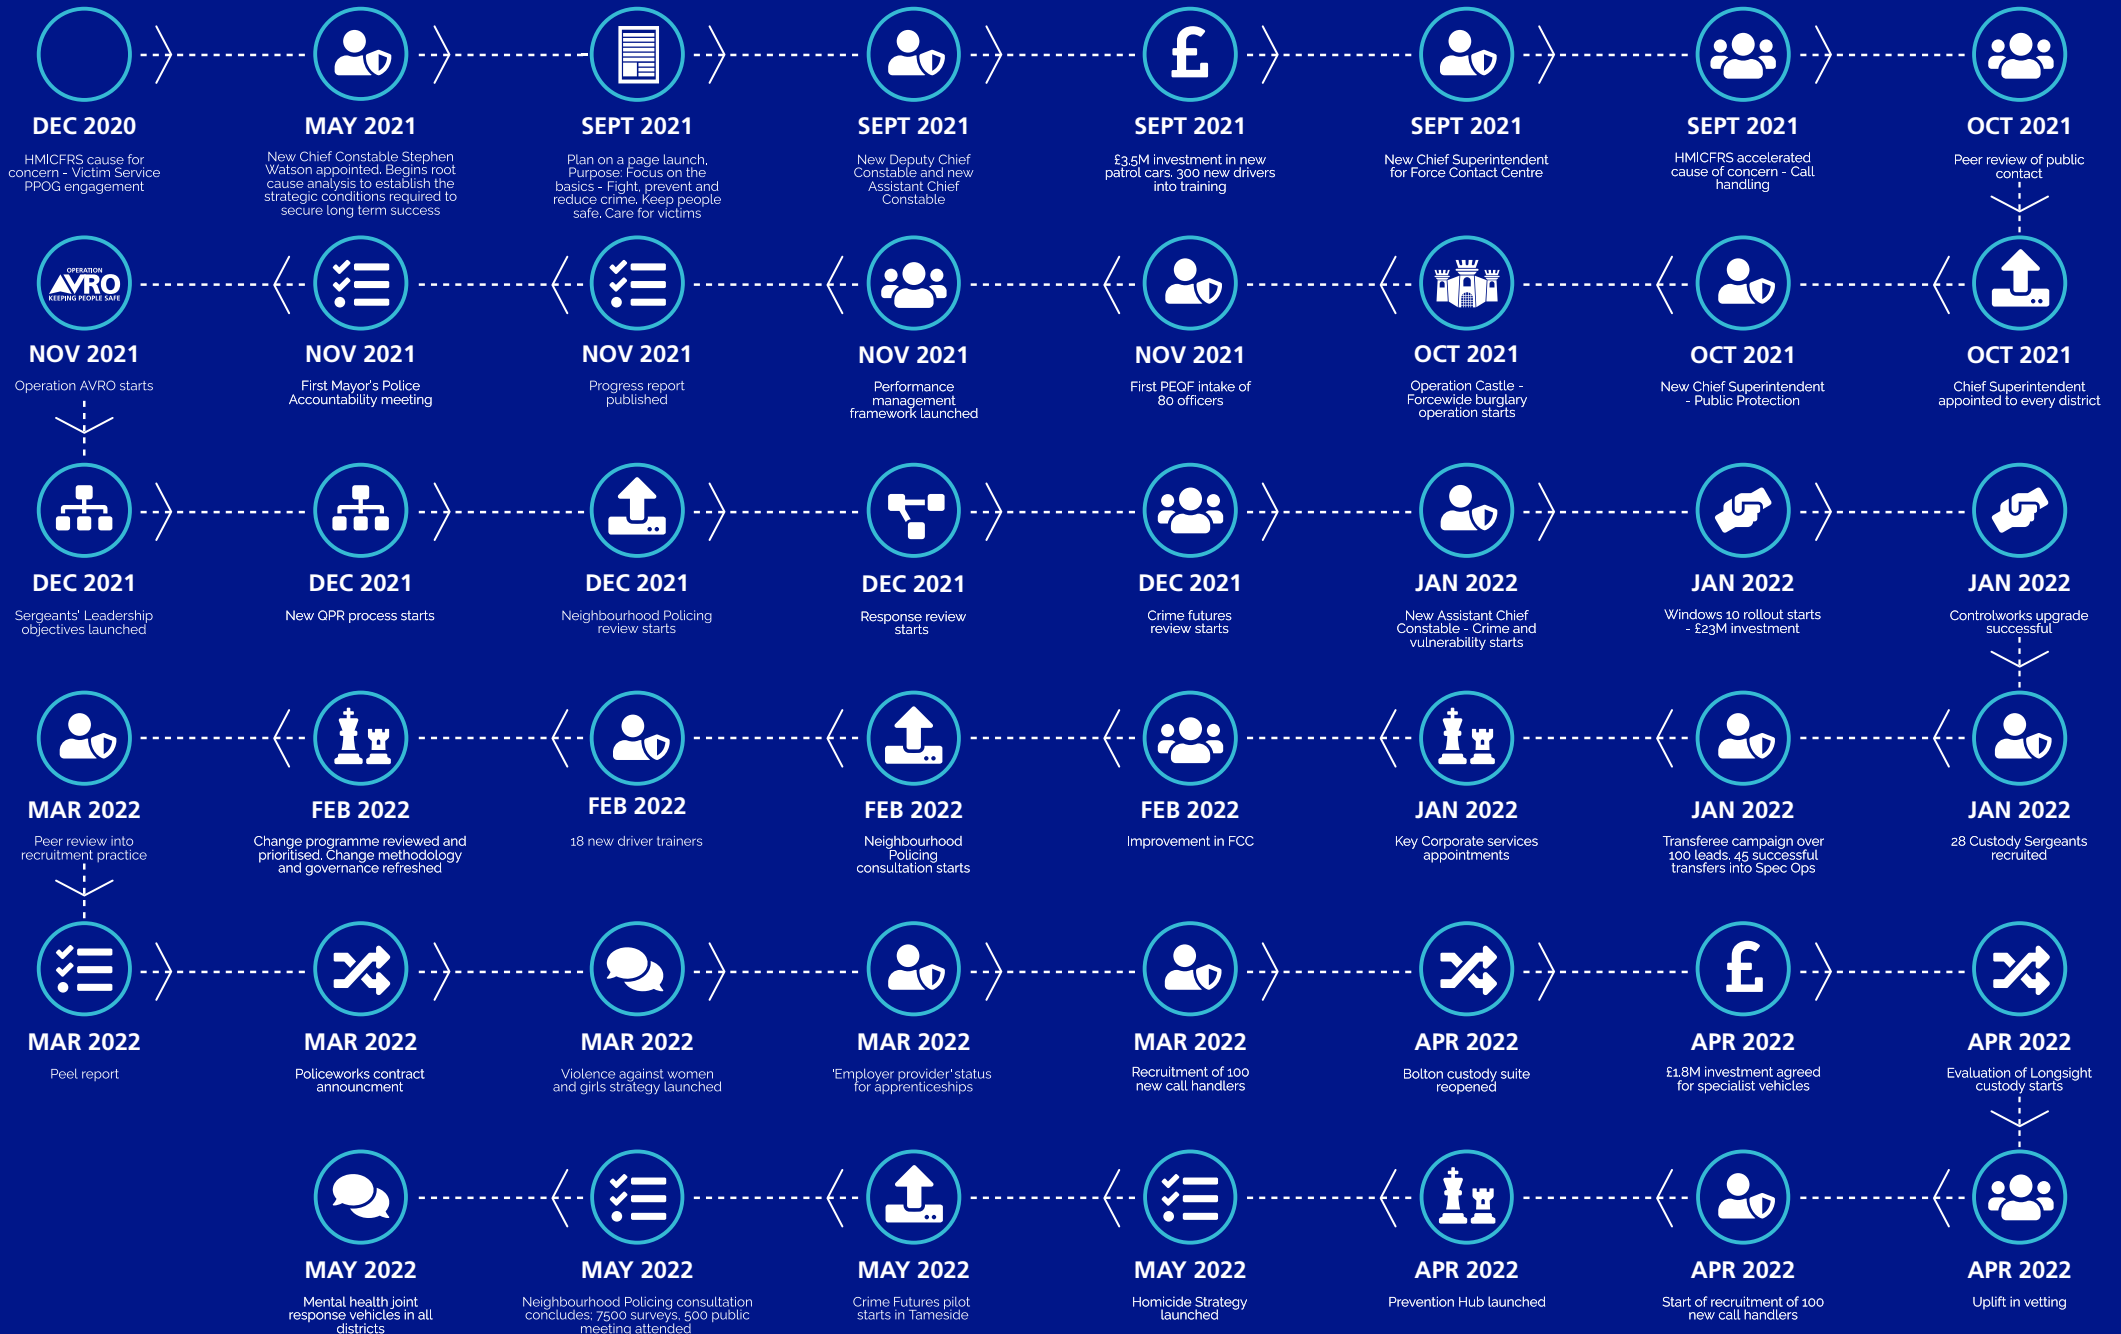 DEC 2020
HMICFRS cause for
concern - Victim Service
PPOG engagement
MAY 2021
New Chief Constable Stephen
Watson appointed. Begins root
cause analysis to establish the
strategic conditions required to
secure long term success
SEPT 2021
Plan on a page launch,
Purpose: Focus on the
basics - Fight, prevent and
reduce crime. Keep people
safe. Care for victims
SEPT 2021
New Deputy Chief
Constable and new
Assistant Chief
Constable
£
SEPT 2021
£3.5M investment in new
patrol cars. 300 new drivers
into training
SEPT 2021
New Chief Superintendent
for Force Contact Centre
SEPT 2021
HMICFRS accelerated
cause of concern - Call
handling
OCT 2021
Peer review of public
contact
OCT 2021
Chief Superintendent
appointed to every district
OCT 2021
New Chief Superintendent
- Public Protection
OCT 2021
Operation Castle -
Forcewide burglary
operation starts
NOV 2021
First PEQF intake of
80 officers
NOV 2021
Performance
management
framework launched
NOV 2021
Progress report
published
NOV 2021
First Mayor's Police
Accountability meeting
OPERATION
AVRO
KEEPING PEOPLE SAFE
NOV 2021
Operation AVRO starts
DEC 2021
Sergeants' Leadership
objectives launched
DEC 2021
New QPR process starts
DEC 2021
Neighbourhood Policing
review starts
DEC 2021
Response review
starts
DEC 2021
Crime futures
review starts
JAN 2022
New Assistant Chief
Constable - Crime and
vulnerability starts
JAN 2022
Windows 10 rollout starts
- £23M investment
JAN 2022
Controlworks upgrade
successful
JAN 2022
28 Custody Sergeants
recruited
JAN 2022
Transferee campaign over
100 leads. 45 successful
transfers into Spec Ops
JAN 2022
Key Corporate services
appointments
FEB 2022
Improvement in FCC
FEB 2022
Neighbourhood
Policing
consultation starts
FEB 2022
18 new driver trainers
FEB 2022
Change programme reviewed and
prioritised. Change methodology
and governance refreshed
MAR 2022
Peer review into
recruitment practice
MAR 2022
Peel report
MAR 2022
Policeworks contract
announcment
MAR 2022
Violence against women
and girls strategy launched
MAR 2022
'Employer provider' status
for apprenticeships
MAR 2022
Recruitment of 100
new call handlers
APR 2022
Bolton custody suite
reopened
£
APR 2022
£1.8M investment agreed
for specialist vehicles
APR 2022
Evaluation of Longsight
custody starts
APR 2022
Uplift in vetting
APR 2022
Start of recruitment of 100
new call handlers
APR 2022
Prevention Hub launched
MAY 2022
Homicide Strategy
launched
MAY 2022
Crime Futures pilot
starts in Tameside
MAY 2022
Neighbourhood Policing consultation
concludes; 7500 surveys, 500 public
meeting attended
MAY 2022
Mental health joint
response vehicles in all
districts